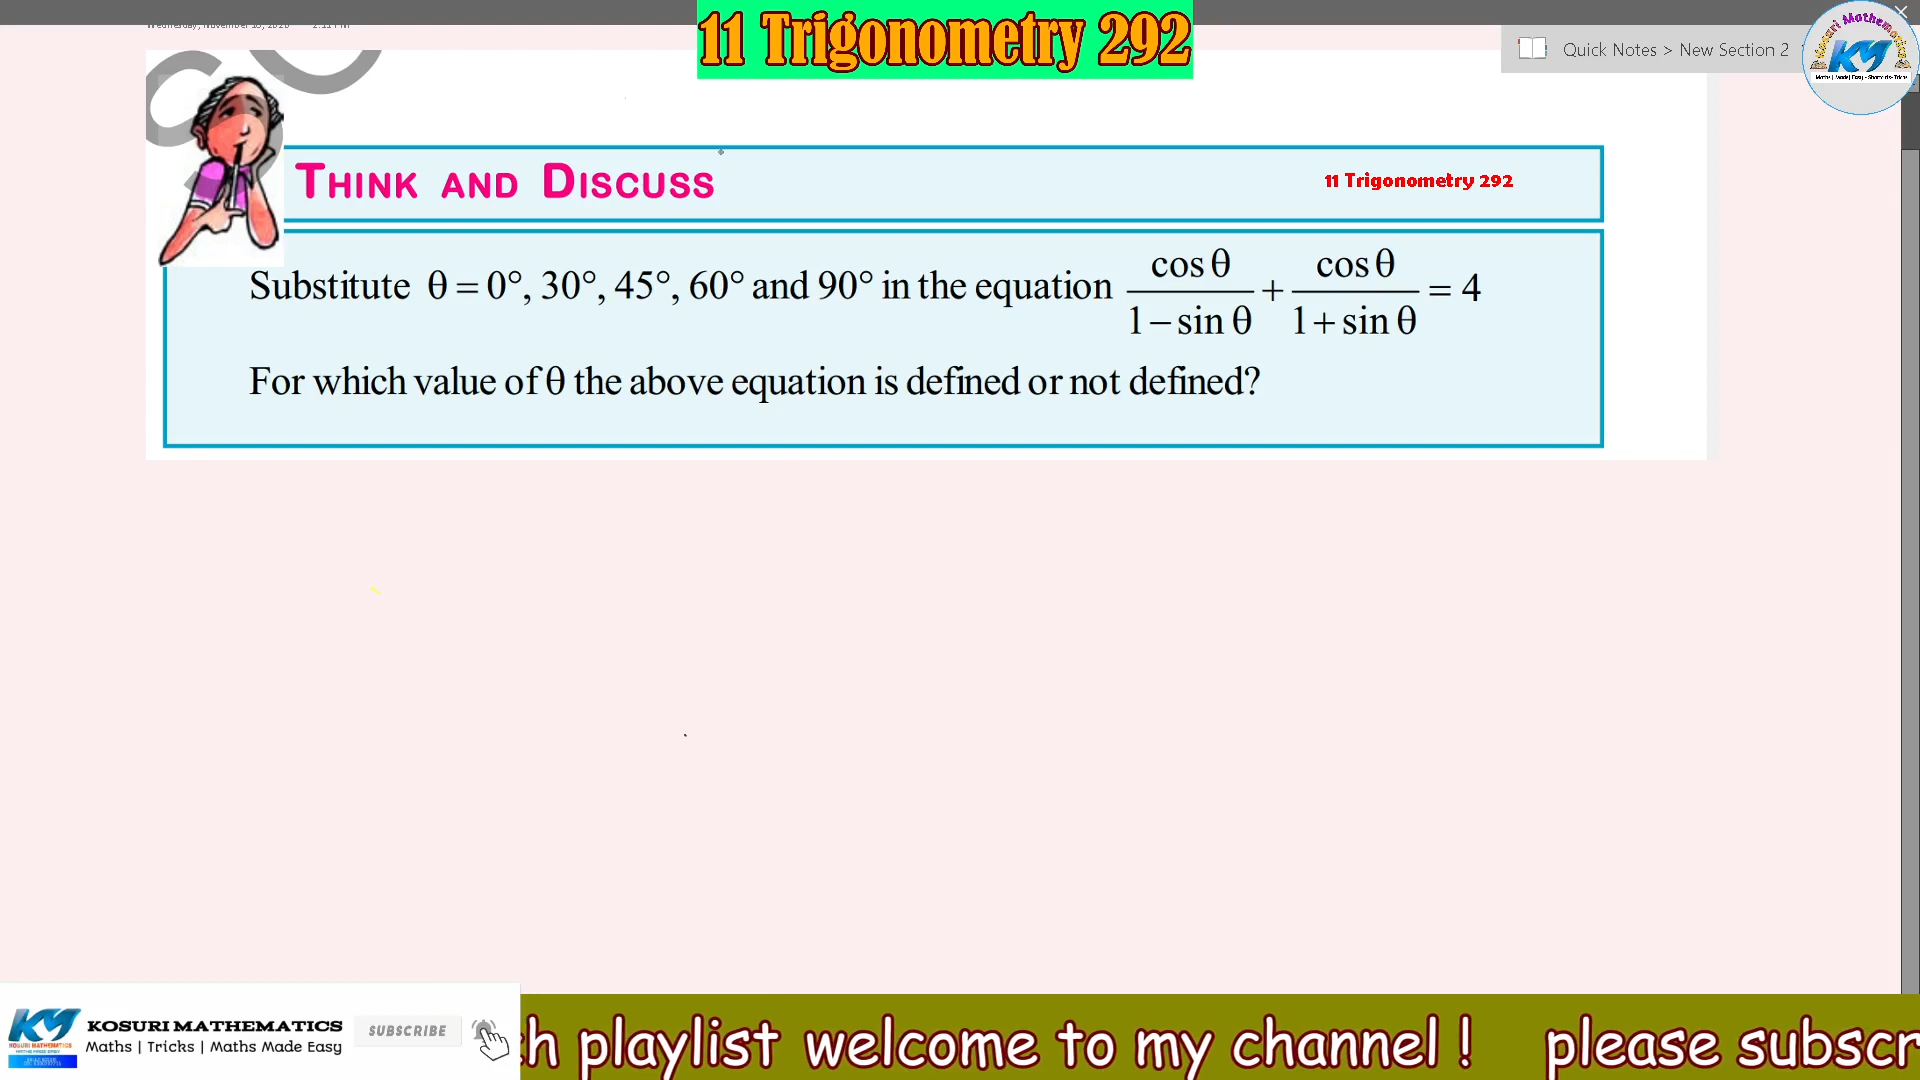 11 Trigonometry 292
Quick Notes > New Section 2
THINK AND DISCUSS
11 Trigonometry 292
Substitute θ = 0°, 30°, 45°, 60° and 90° in the equation cos θ / 1 − sin θ + cos θ / 1 + sin θ = 4
For which value of θ the above equation is defined or not defined?
KM
KOSURI MATHEMATICS
Maths | Tricks | Maths Made Easy
SUBSCRIBE
h playlist welcome to my channel ! please subscr